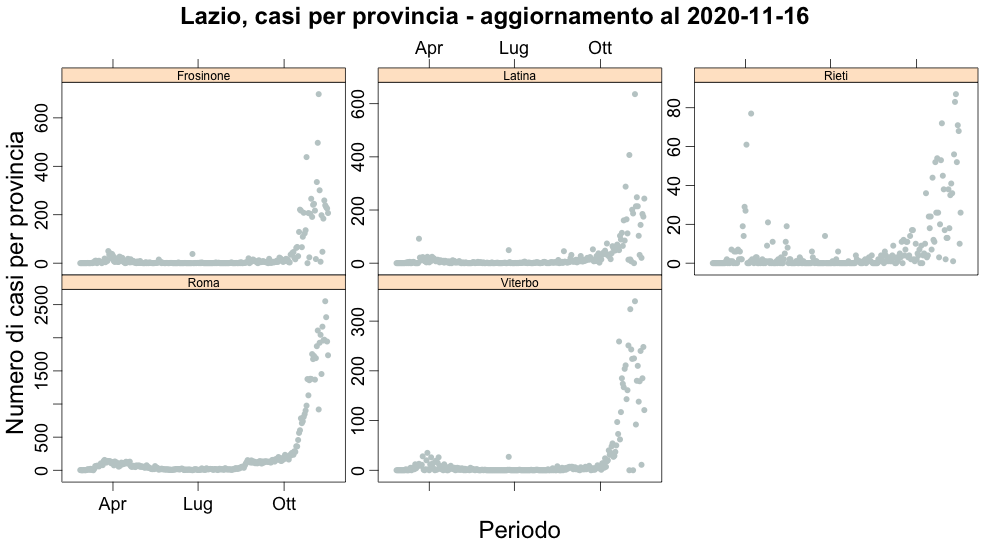 Lazio, casi per provincia - aggiornamento al 2020-11-16
Apr Lug Ott
Frosinone Latina Rieti
0 200 400 600
0 200 400 600
0 20 40 60 80
Numero di casi per provincia
Roma Viterbo
0 500 1500 2500
0 100 200 300
Apr Lug Ott
Periodo